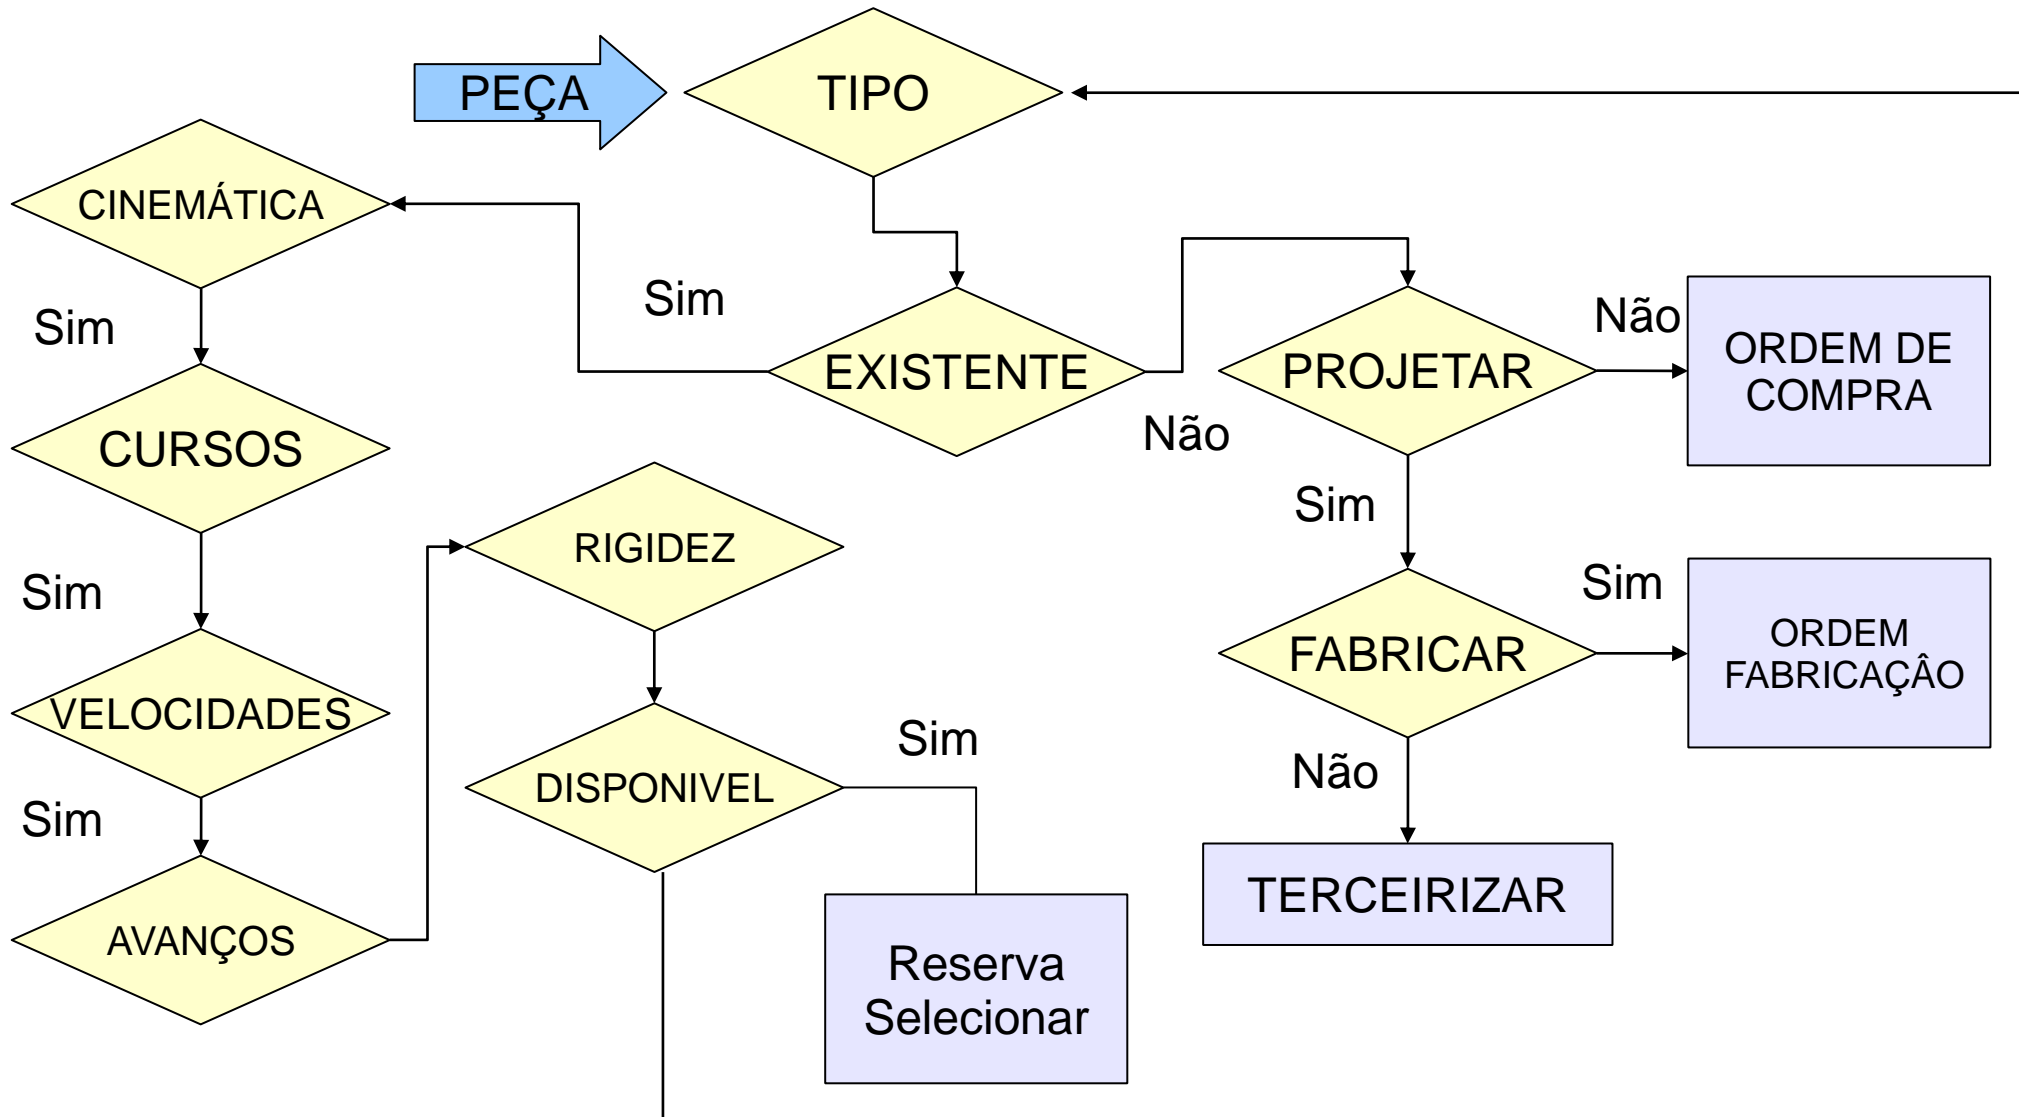 PEÇA
TIPO
CINEMÁTICA
Sim
Sim
Não
EXISTENTE
PROJETAR
ORDEM DE
COMPRA
Sim
CURSOS
Não
Sim
RIGIDEZ
Sim
Sim
FABRICAR
ORDEM
FABRICAÇÂO
VELOCIDADES
Sim
Não
DISPONIVEL
Sim
TERCEIRIZAR
AVANÇOS
Reserva
Selecionar